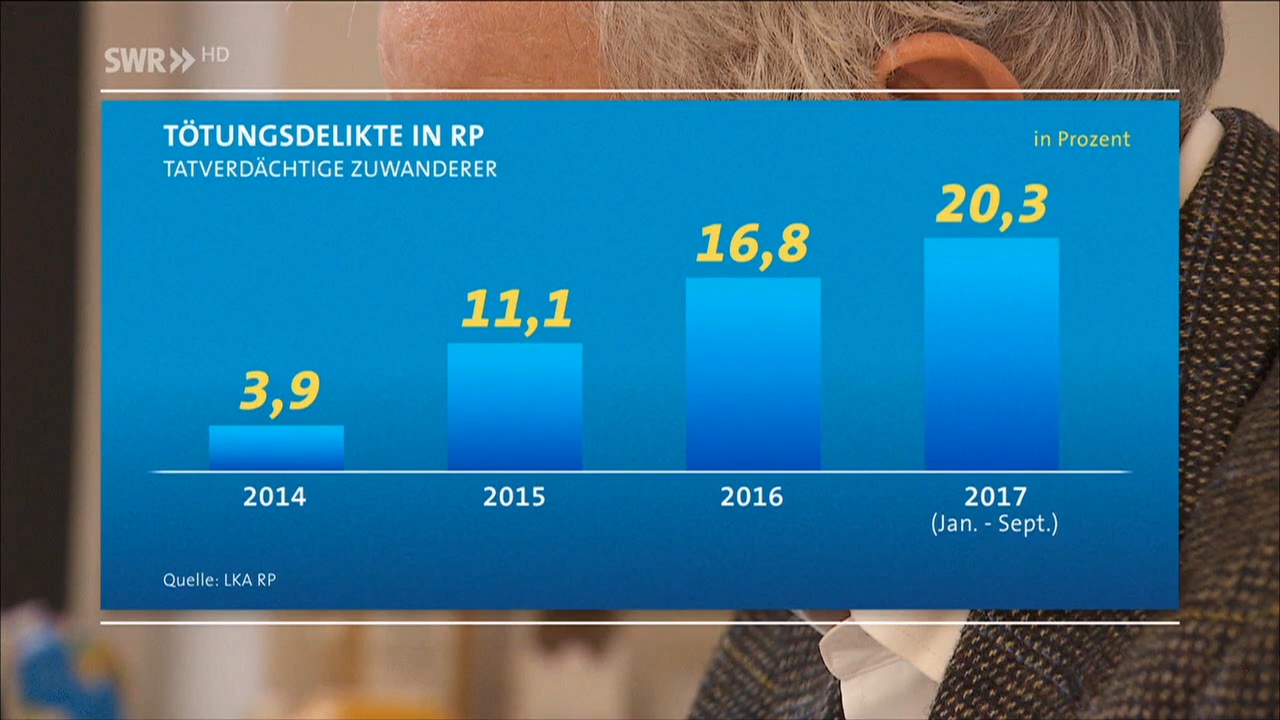 SWR HD
TÖTUNGSDELIKTE IN RP
in Prozent
TATVERDÄCHTIGE ZUWANDERER
3,9
11,1
16,8
20,3
2014
2015
2016
2017
(Jan. - Sept.)
Quelle: LKA RP